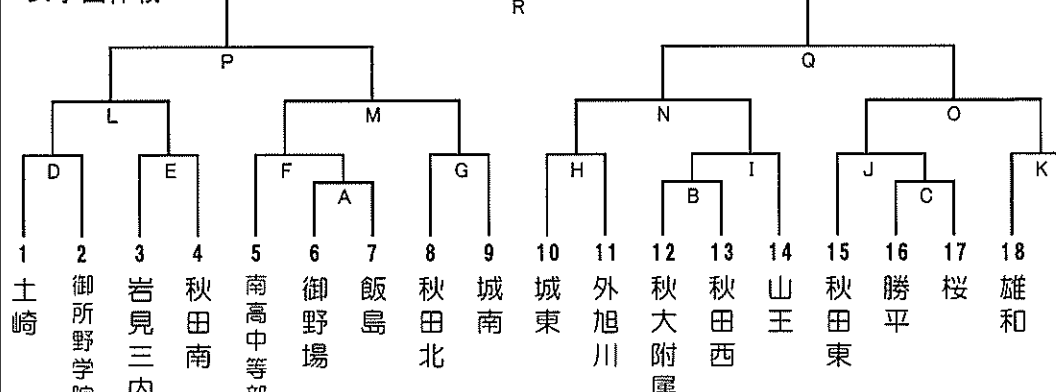 R
P Q
L M N O
D E F G H I J K
A B C
1 2 3 4 5 6 7 8 9 10 11 12 13 14 15 16 17 18
土崎
御所野学院
岩見三内
秋田南
南高中等部
御野場
飯島
秋田北
城南
城東
外旭川
秋大附属
秋田西
山王
秋田東
勝平
桜
雄和